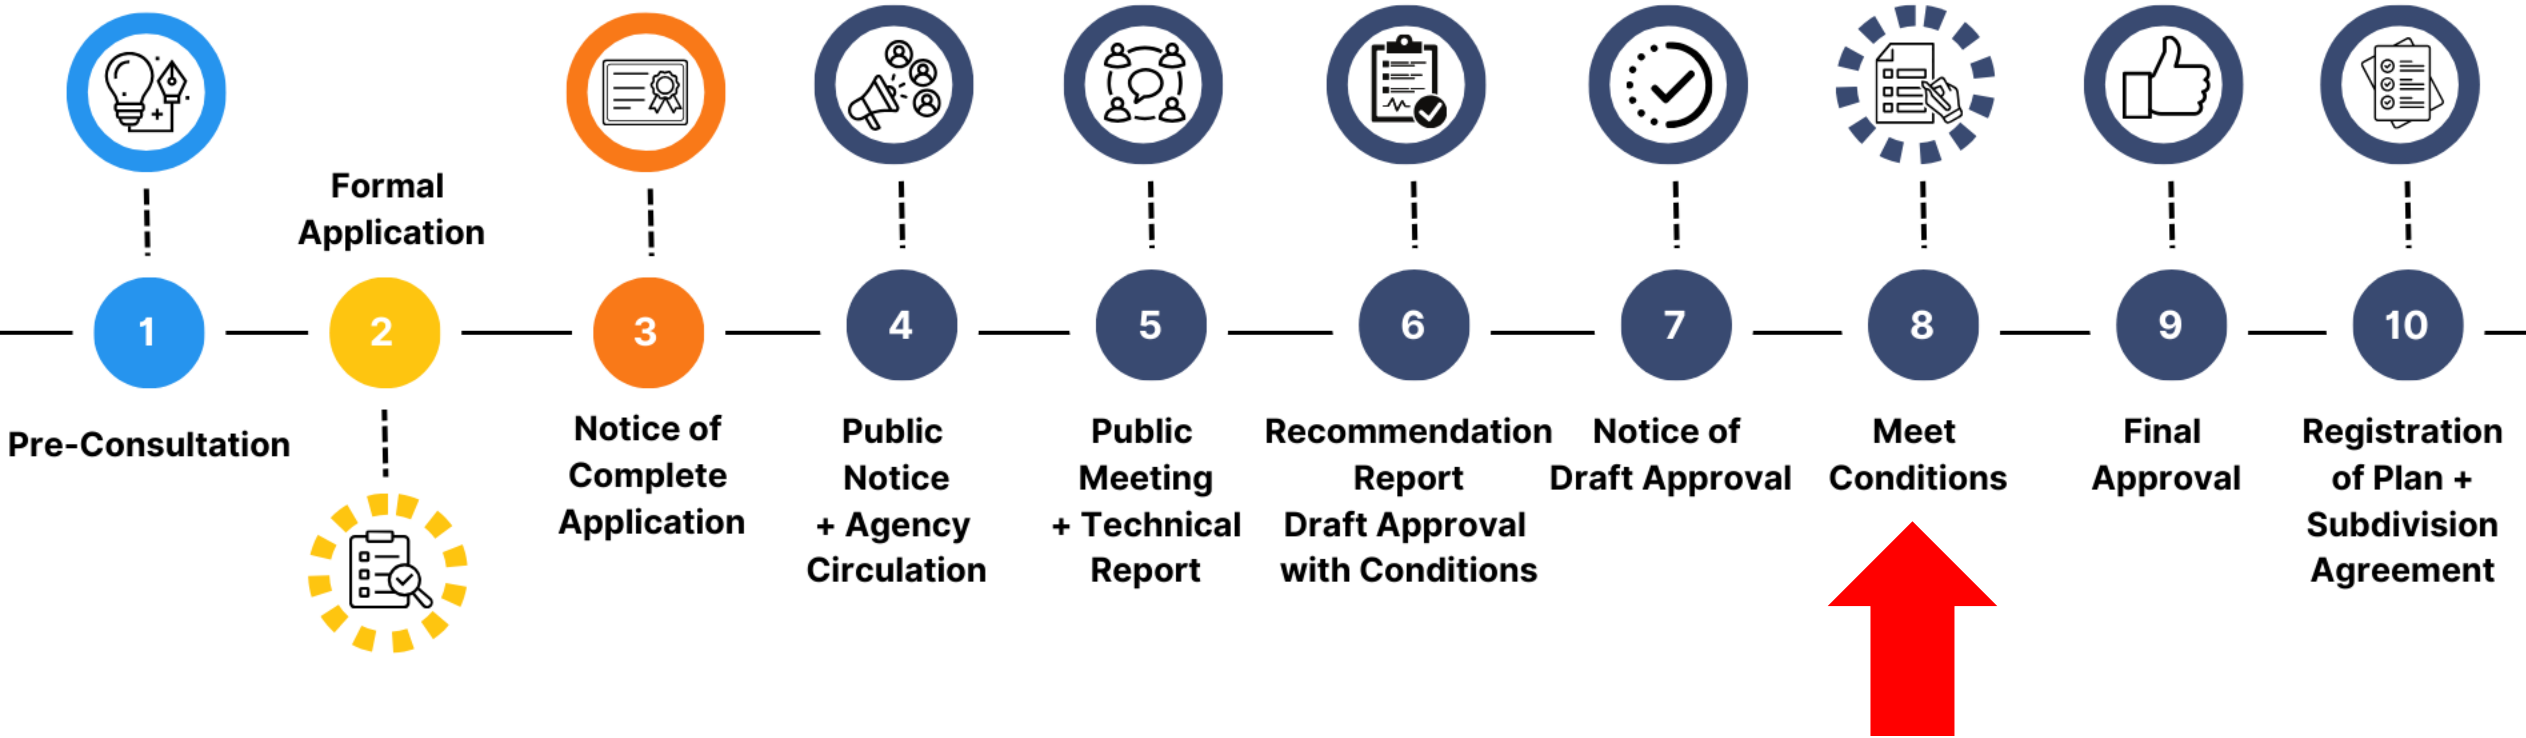 1
Pre-Consultation
Formal
Application
2
3
Notice of
Complete
Application
4
Public
Notice
+ Agency
Circulation
5
Public
Meeting
+ Technical
Report
6
Recommendation
Report
Draft Approval
with Conditions
7
Notice of
Draft Approval
8
Meet
Conditions
9
Final
Approval
10
Registration
of Plan +
Subdivision
Agreement